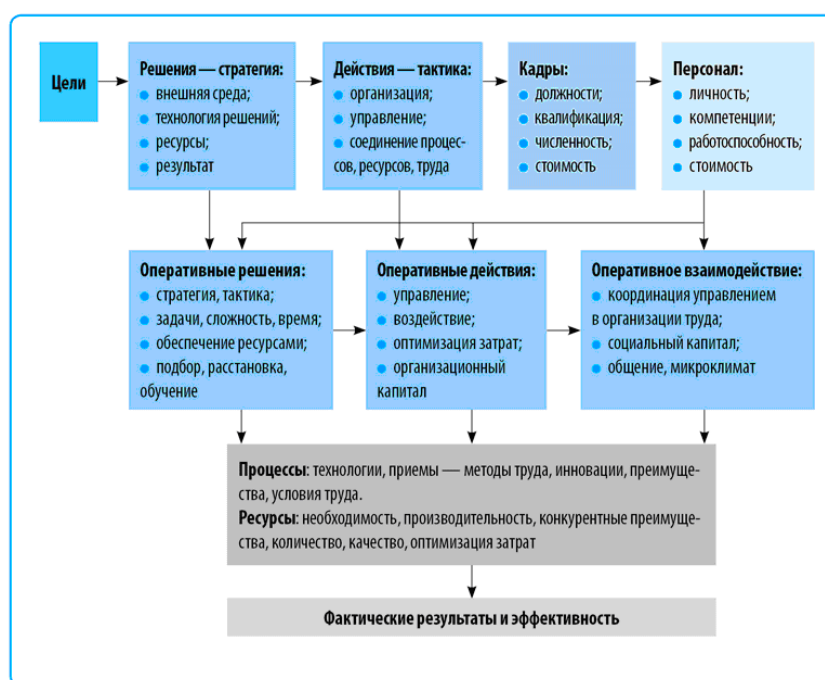 Цели
Решения — стратегия:
внешняя среда;
технология решений;
ресурсы;
результат
Действия — тактика:
организация;
управление;
соединение процес-
сов, ресурсов, труда
Кадры:
должности;
квалификация;
численность;
стоимость
Персонал:
личность;
компетенции;
работоспособность;
стоимость
Оперативные решения:
стратегия, тактика;
задачи, сложность, время;
обеспечение ресурсами;
подбор, расстановка,
обучение
Оперативные действия:
управление;
воздействие;
оптимизация затрат;
организационный
капитал
Оперативное взаимодействие:
координация управлением
в организации труда;
социальный капитал;
общение, микроклимат
Процессы: технологии, приемы — методы труда, инновации, преимуще-
ства, условия труда.
Ресурсы: необходимость, производительность, конкурентные преимуще-
ства, количество, качество, оптимизация затрат
Фактические результаты и эффективность